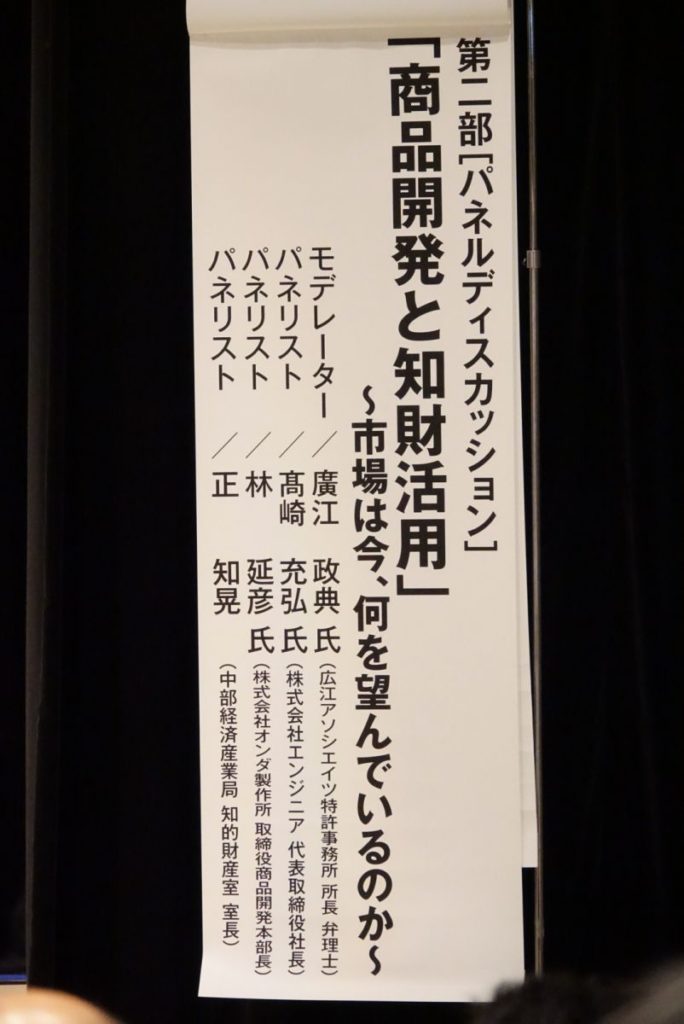 第二部[パネルディスカッション]
「商品開発と知財活用」
～市場は今、何を望んでいるのか～
モデレーター／廣江 政典 氏（広江アソシエイツ特許事務所 所長 弁理士）
パネリスト ／髙崎 充弘 氏（株式会社エンジニア 代表取締役社長）
パネリスト ／林 延彦 氏（株式会社オンダ製作所 取締役商品開発本部長）
パネリスト ／正 知晃（中部経済産業局 知的財産室 室長）